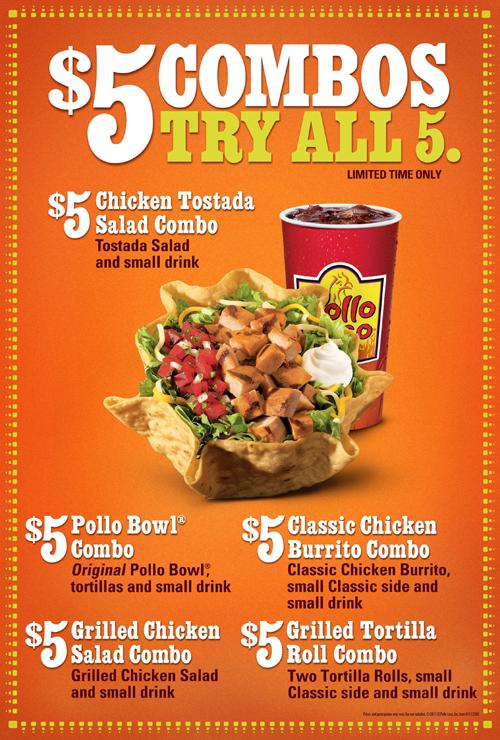 $5 COMBOS
TRY ALL 5.
LIMITED TIME ONLY
$5 Chicken Tostada
Salad Combo
Tostada Salad
and small drink
ollo
$5 Pollo Bowl®
Combo
Original Pollo Bowl®,
tortillas and small drink
$5 Classic Chicken
Burrito Combo
Classic Chicken Burrito,
small Classic side and
small drink
$5 Grilled Chicken
Salad Combo
Grilled Chicken Salad
and small drink
$5 Grilled Tortilla
Roll Combo
Two Tortilla Rolls, small
Classic side and small drink